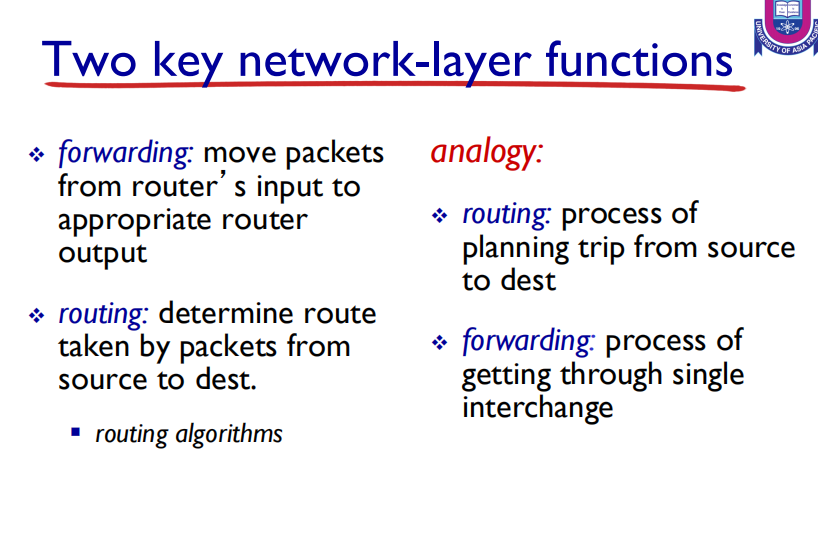 Two key network-layer functions
UNIVERSITY OF ASIA PACIFIC
❖ forwarding: move packets
from router’s input to
appropriate router
output
❖ routing: determine route
taken by packets from
source to dest.
▪ routing algorithms
analogy:
❖ routing: process of
planning trip from source
to dest
❖ forwarding: process of
getting through single
interchange